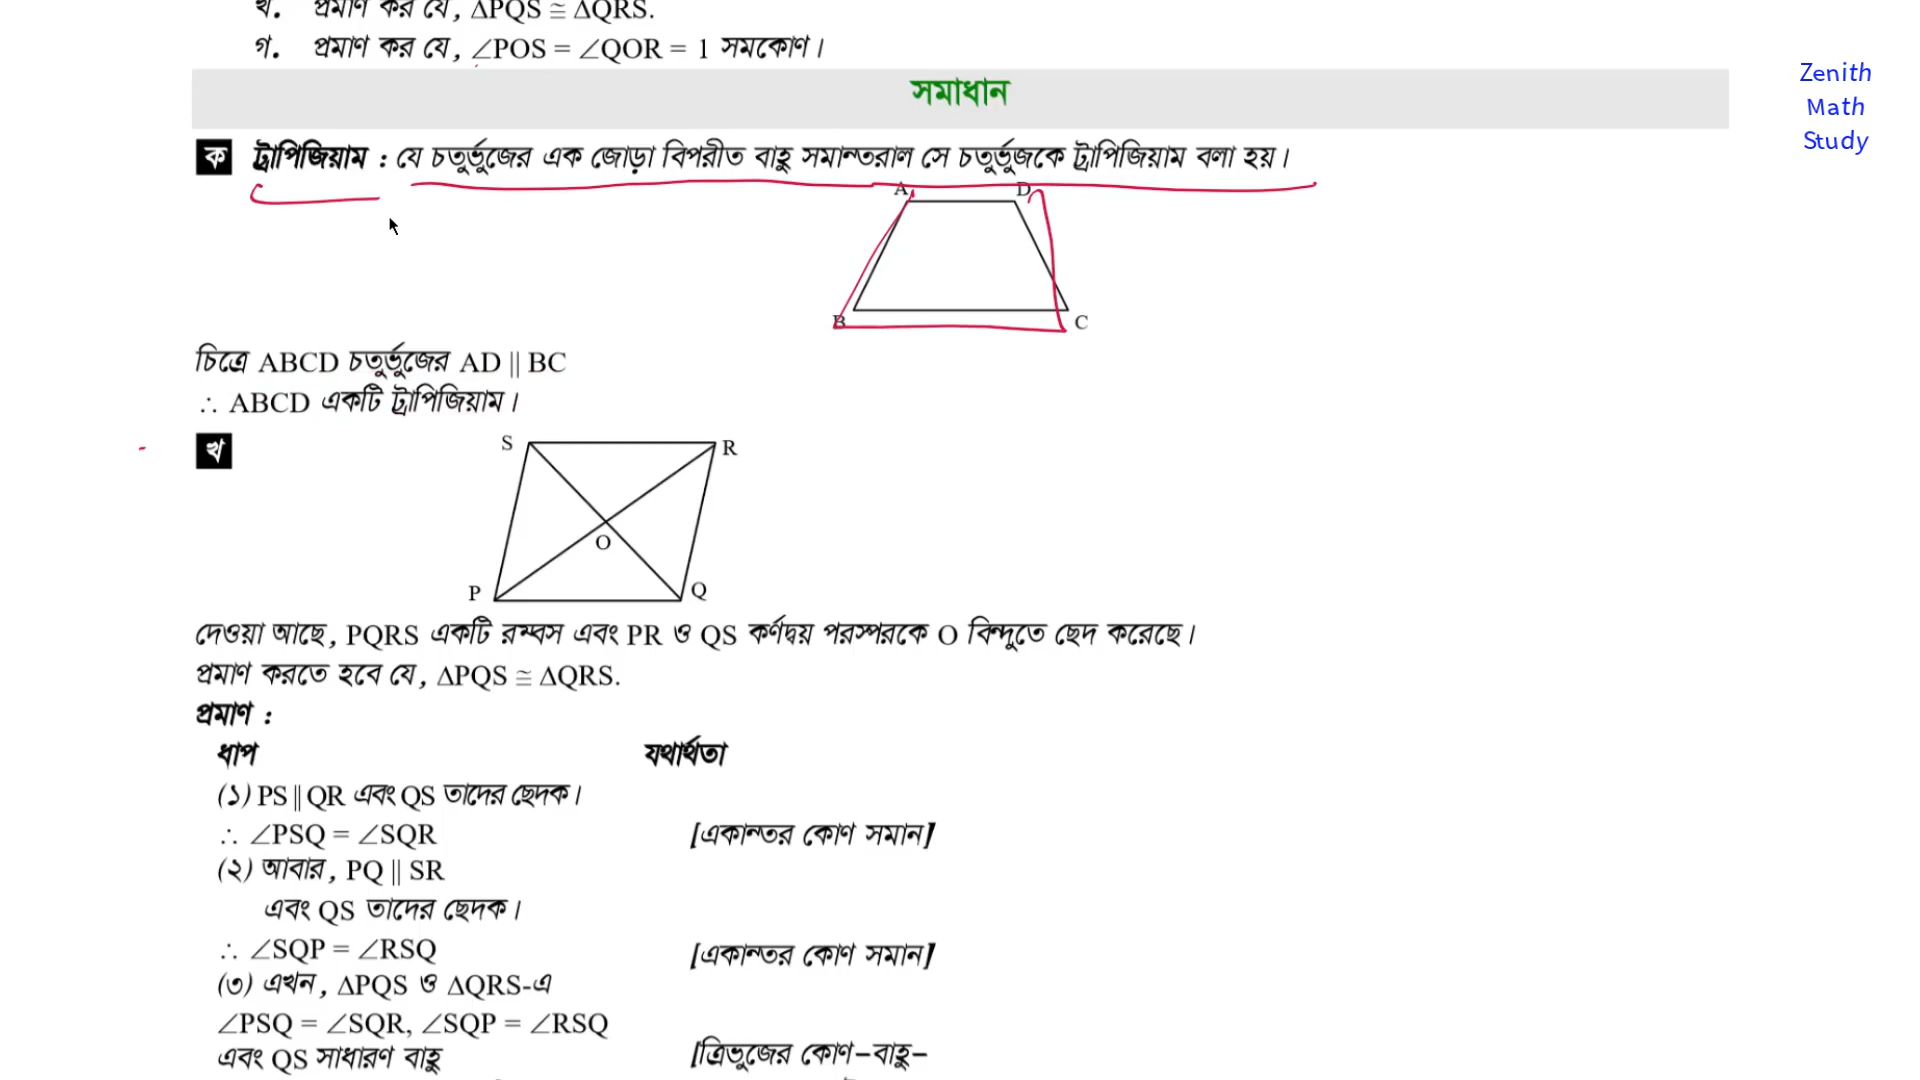 খ. প্রমাণ কর যে, ΔPQS ≅ ΔQRS.
গ. প্রমাণ কর যে, ∠POS = ∠QOR = 1 সমকোণ।
Zenith
Math
Study
সমাধান
ক ট্রাপিজিয়াম : যে চতুর্ভুজের এক জোড়া বিপরীত বাহু সমান্তরাল সে চতুর্ভুজকে ট্রাপিজিয়াম বলা হয়।
A D
B C
চিত্রে ABCD চতুর্ভুজের AD || BC
∴ ABCD একটি ট্রাপিজিয়াম।
খ
S R
O
P Q
দেওয়া আছে, PQRS একটি রম্বস এবং PR ও QS কর্ণদ্বয় পরস্পরকে O বিন্দুতে ছেদ করেছে।
প্রমাণ করতে হবে যে, ΔPQS ≅ ΔQRS.
প্রমাণ :
ধাপ যথার্থতা
(১) PS || QR এবং QS তাদের ছেদক।
∴ ∠PSQ = ∠SQR [একান্তর কোণ সমান]
(২) আবার, PQ || SR
এবং QS তাদের ছেদক।
∴ ∠SQP = ∠RSQ [একান্তর কোণ সমান]
(৩) এখন, ΔPQS ও ΔQRS-এ
∠PSQ = ∠SQR, ∠SQP = ∠RSQ
এবং QS সাধারণ বাহু [ত্রিভুজের কোণ–বাহু–